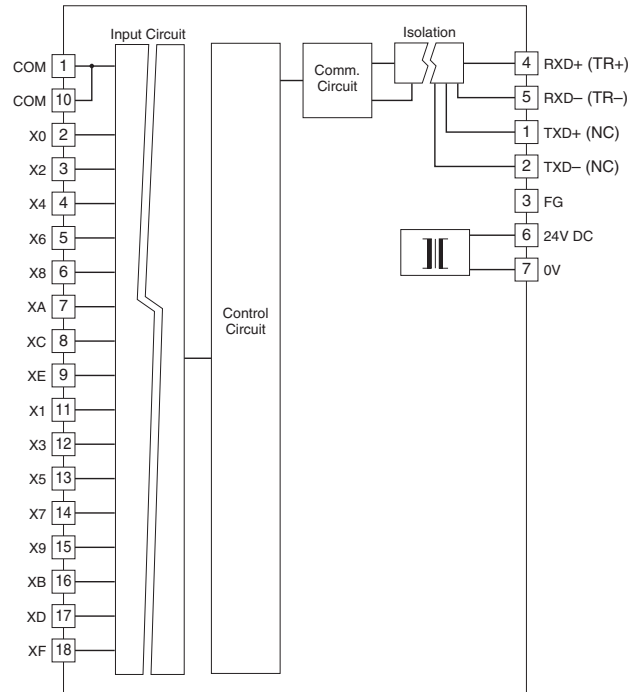 Input Circuit
Isolation
COM 1
COM 10
X0 2
X2 3
X4 4
X6 5
X8 6
XA 7
XC 8
XE 9
X1 11
X3 12
X5 13
X7 14
X9 15
XB 16
XD 17
XF 18
Control
Circuit
Comm.
Circuit
4 RXD+ (TR+)
5 RXD– (TR–)
1 TXD+ (NC)
2 TXD– (NC)
3 FG
6 24V DC
7 0V